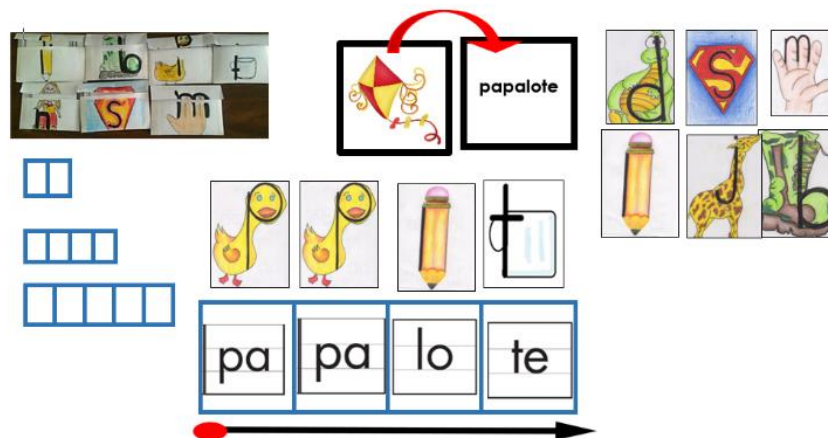 l b p t
n s m
papalote
d s m
l j b
p p l t
pa pa lo te